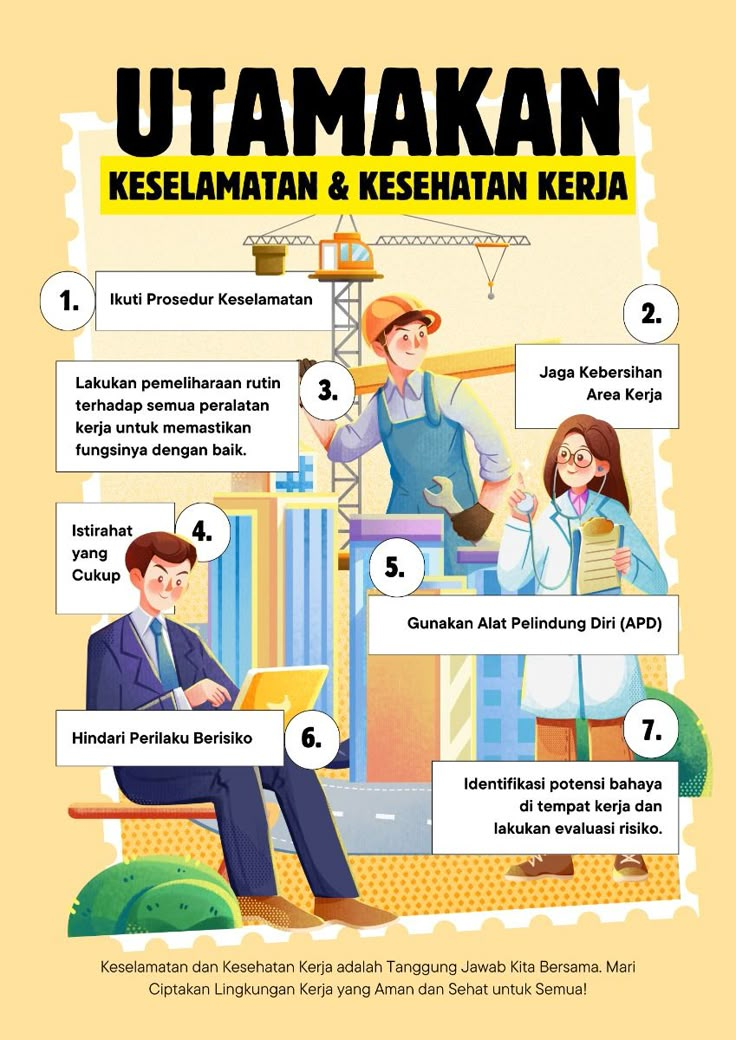 UTAMAKAN
KESELAMATAN & KESEHATAN KERJA
1.
Ikuti Prosedur Keselamatan
2.
Jaga Kebersihan
Area Kerja
3.
Lakukan pemeliharaan rutin
terhadap semua peralatan
kerja untuk memastikan
fungsinya dengan baik.
4.
Istirahat
yang
Cukup
5.
Gunakan Alat Pelindung Diri (APD)
6.
Hindari Perilaku Berisiko
7.
Identifikasi potensi bahaya
di tempat kerja dan
lakukan evaluasi risiko.
Keselamatan dan Kesehatan Kerja adalah Tanggung Jawab Kita Bersama. Mari
Ciptakan Lingkungan Kerja yang Aman dan Sehat untuk Semua!